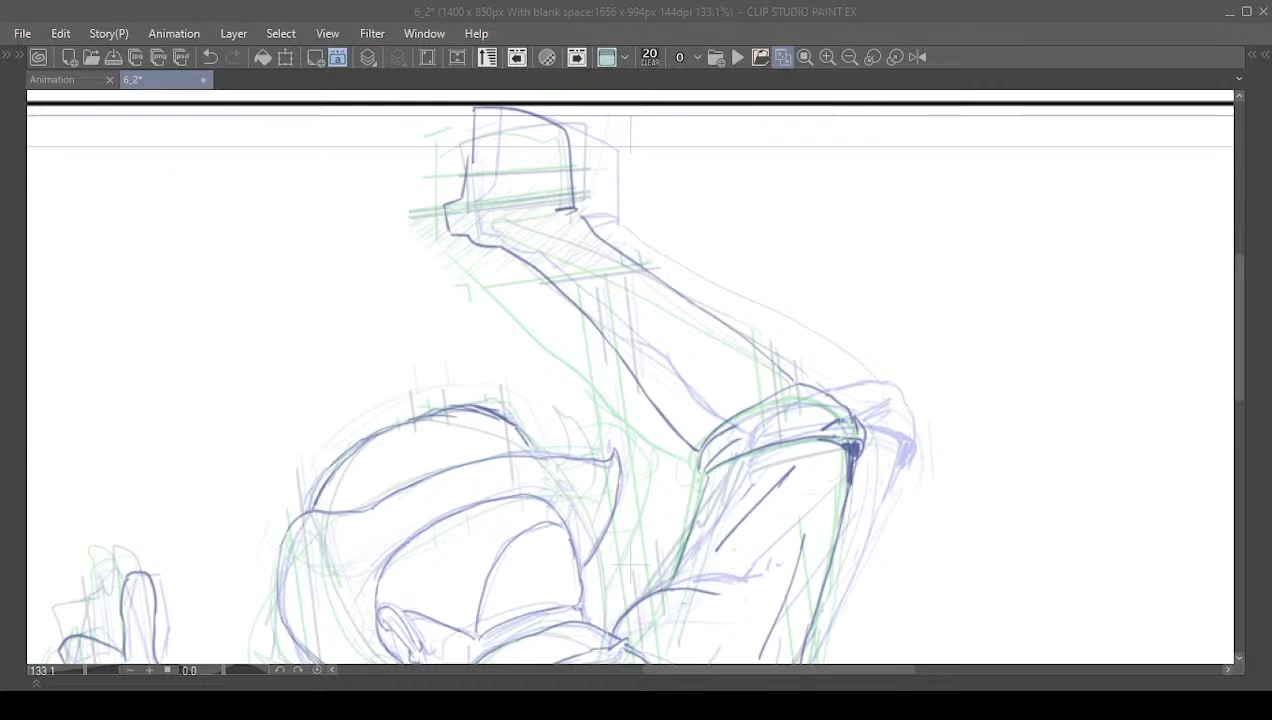 6_2* (1400 x 850px With blank space:1656 x 994px 144dpi 133.1%) - CLIP STUDIO PAINT EX
File Edit Story(P) Animation View Layer Select View Filter Window Help
20 CLEAR 0
Animation 6_2*
133.1 0.0